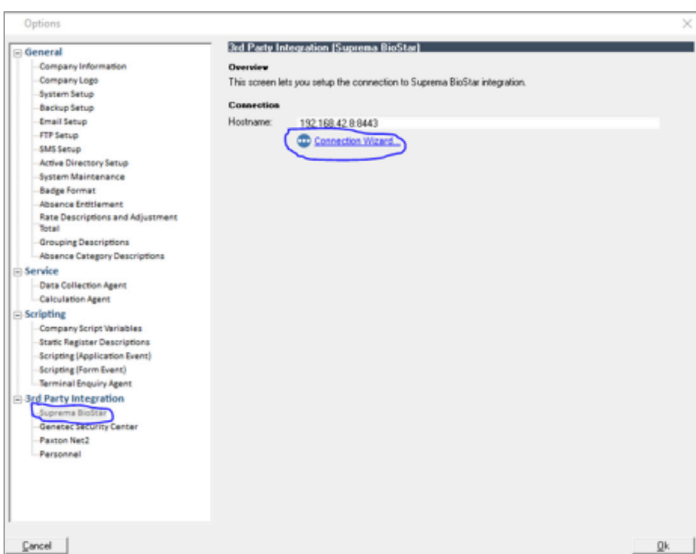 Options
General
Company Information
Company Logo
System Setup
Backup Setup
Email Setup
FTP Setup
SMS Setup
Active Directory Setup
System Maintenance
Badge Format
Absence Entitlement
Rate Descriptions and Adjustment
Total
Grouping Descriptions
Absence Category Descriptions
Service
Data Collection Agent
Calculation Agent
Scripting
Company Script Variables
Static Register Descriptions
Scripting (Application Event)
Scripting (Form Event)
Terminal Enquiry Agent
3rd Party Integration
Suprema BioStar
Genetec Security Center
Paxton Net2
Personnel
3rd Party Integration (Suprema BioStar)
Overview
This screen lets you setup the connection to Suprema BioStar integration.
Connection
Hostname: 192.168.42.8:8443
Connection Wizard...
Cancel
Ok